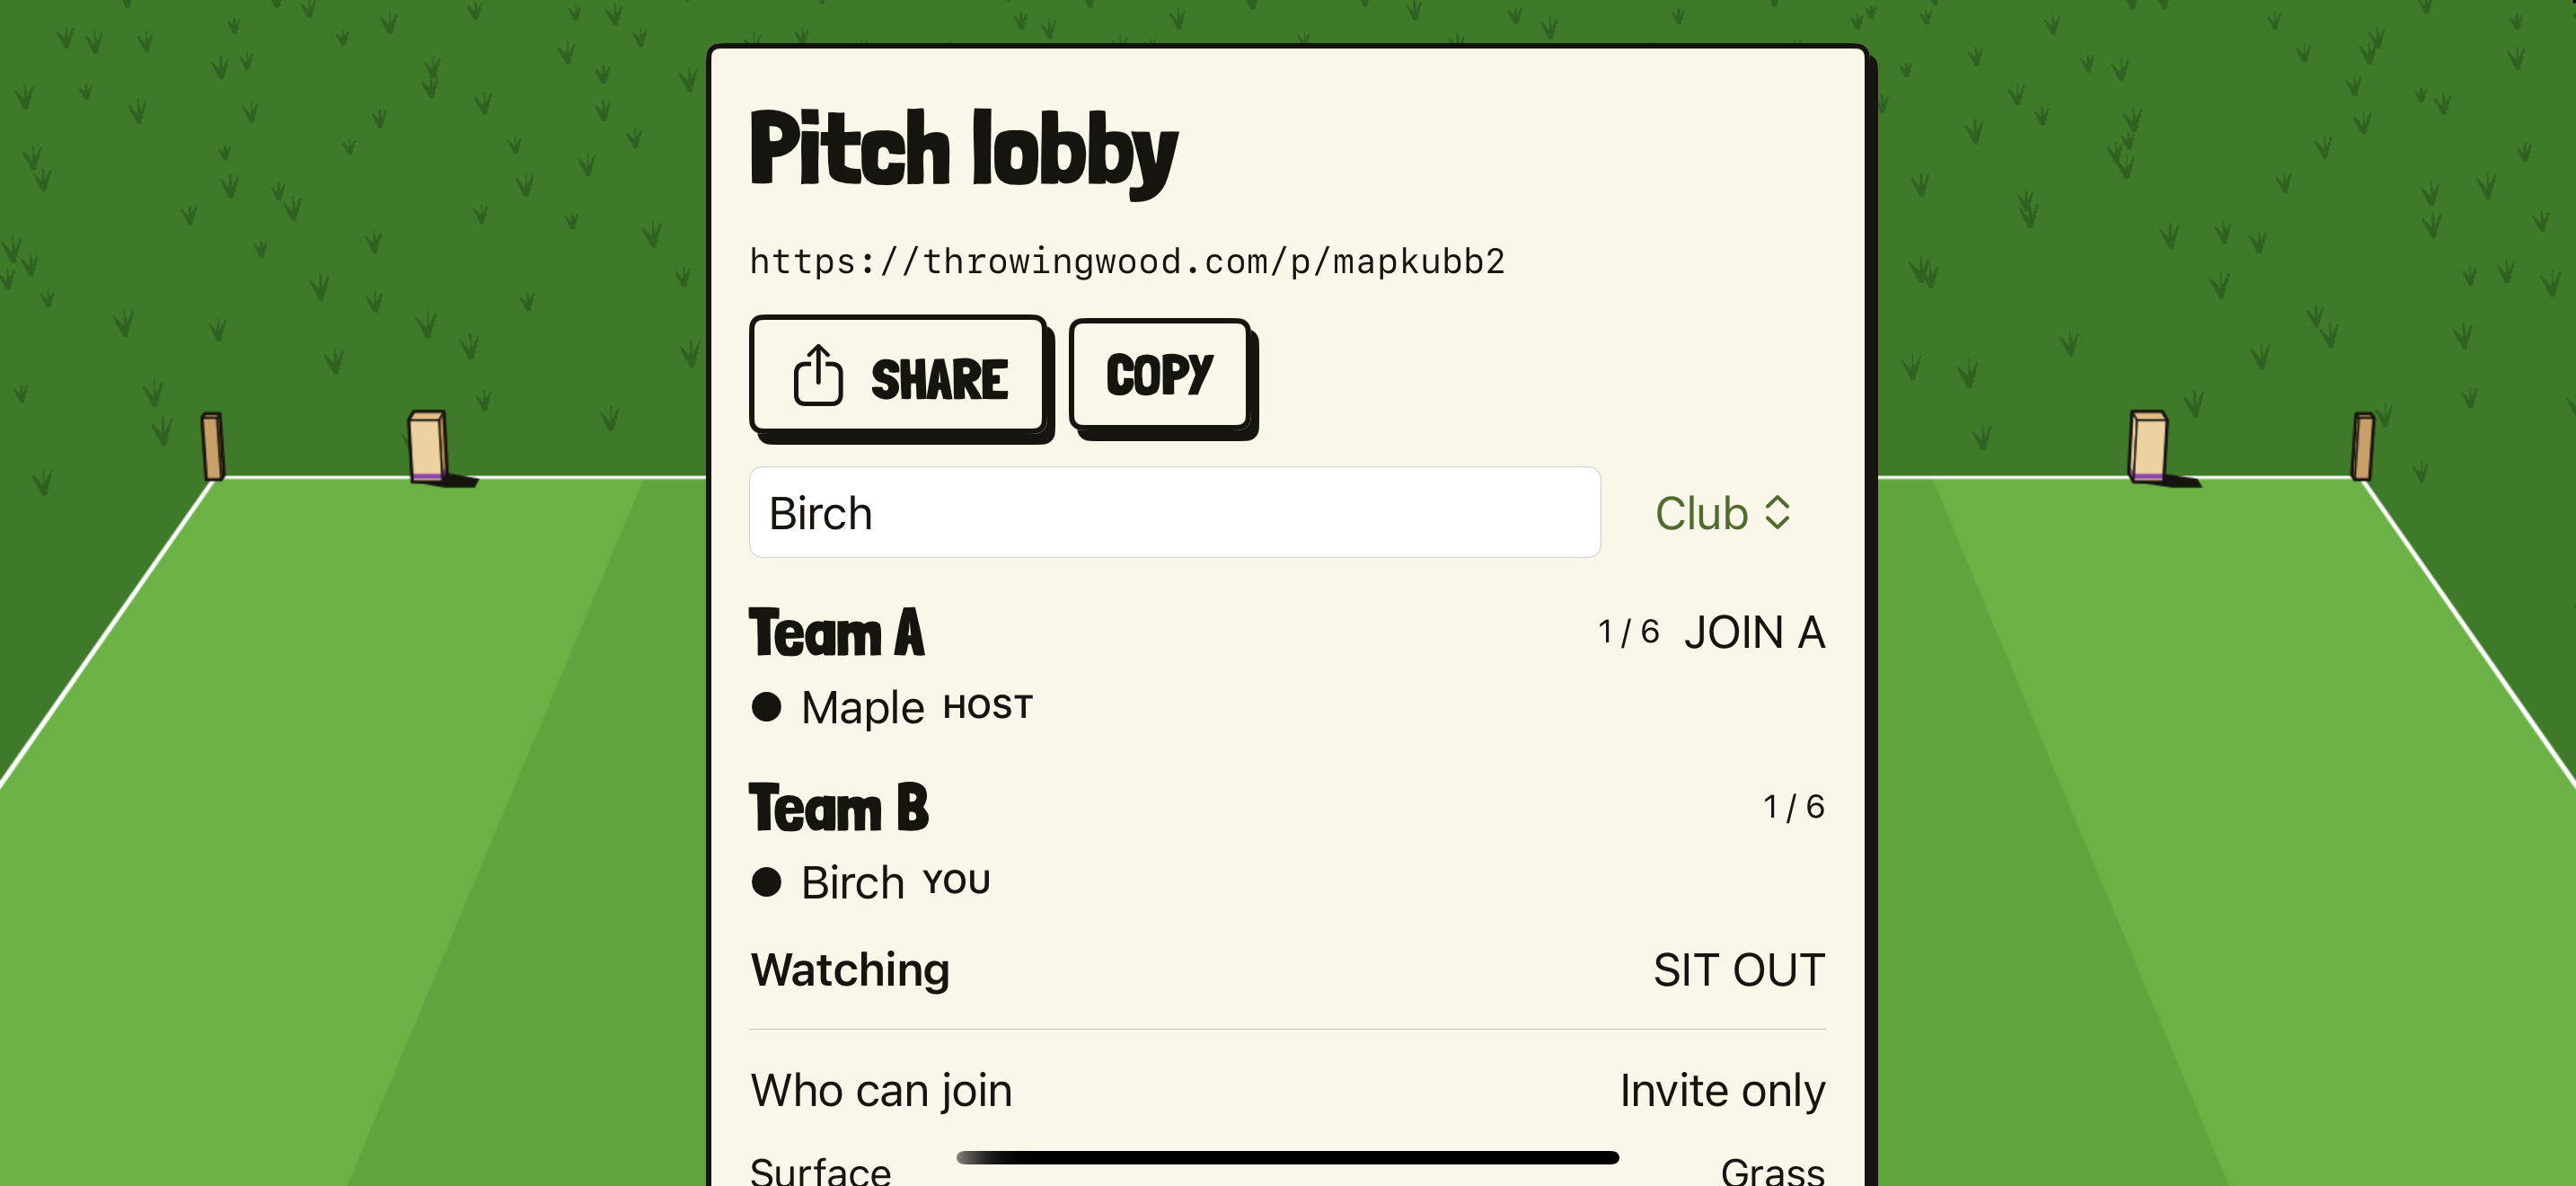 Pitch lobby
https://throwingwood.com/p/mapkubb2
SHARE COPY
Birch Club
Team A 1 / 6 JOIN A
Maple HOST
Team B 1 / 6
Birch YOU
Watching SIT OUT
Who can join Invite only
Surface Grass